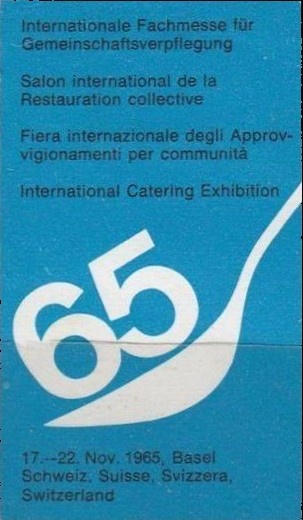 Internationale Fachmesse für
Gemeinschaftsverpflegung
Salon international de la
Restauration collective
Fiera internazionale degli Approv-
vigionamenti per communità
International Catering Exhibition
65
17.--22. Nov. 1965, Basel
Schweiz, Suisse, Svizzera,
Switzerland